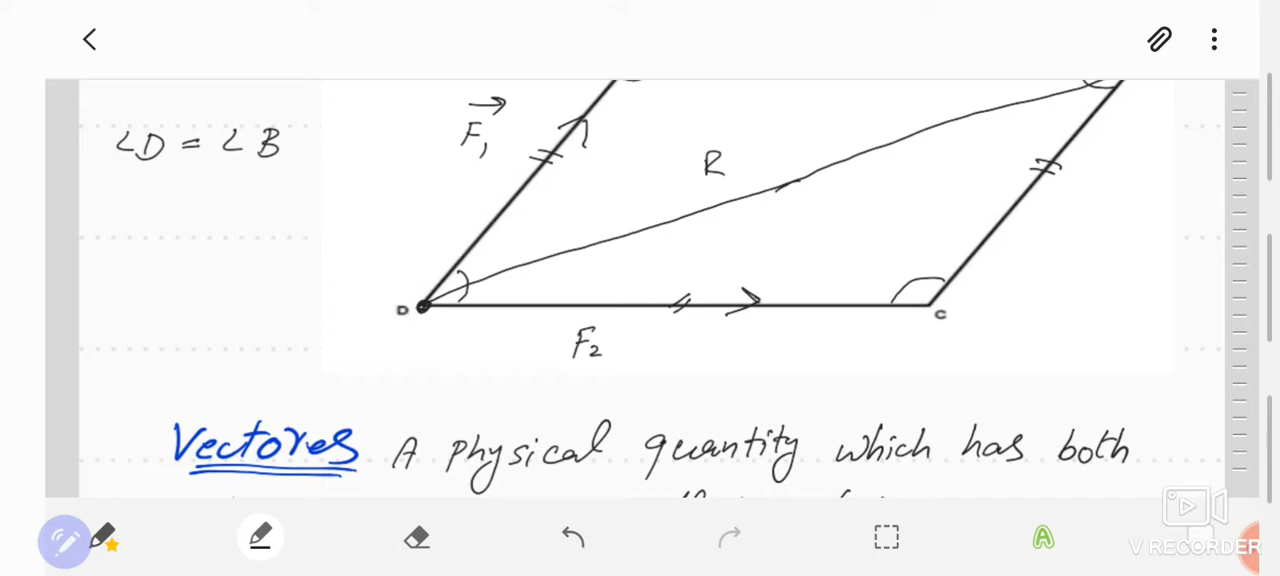 F₁
∠D = ∠B
R
D
C
F₂
Vectores A physical quantity which has both
A
V RECORDER